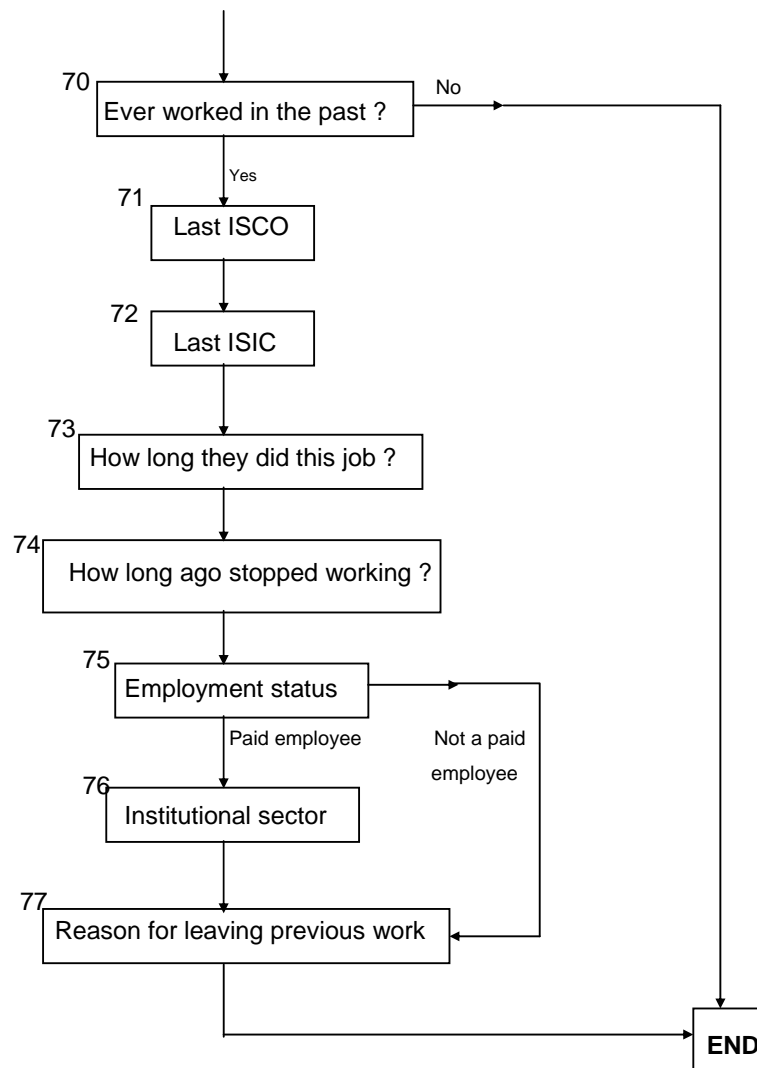 70
Ever worked in the past ?
No
Yes
71
Last ISCO
72
Last ISIC
73
How long they did this job ?
74
How long ago stopped working ?
75
Employment status
Paid employee
Not a paid
employee
76
Institutional sector
77
Reason for leaving previous work
END